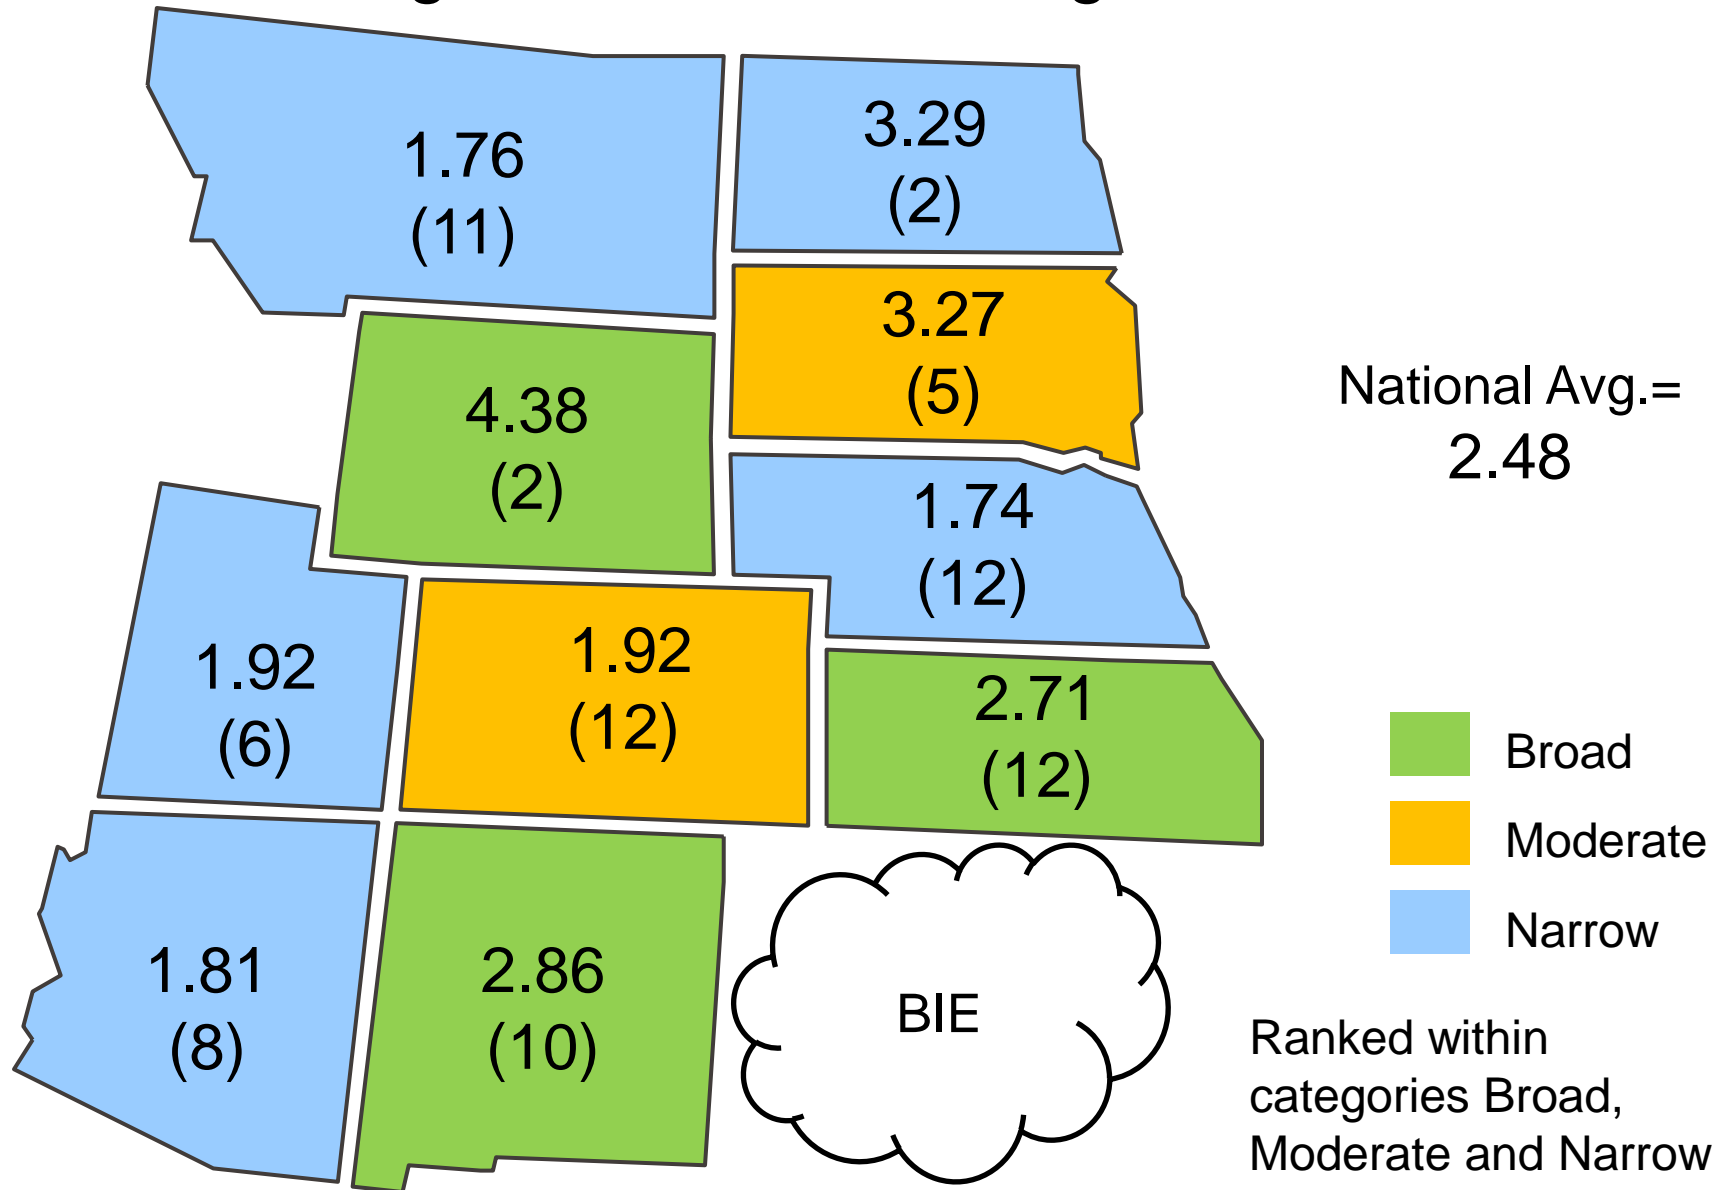 1.76
(11)
3.29
(2)
3.27
(5)
4.38
(2)
National Avg.=
2.48
1.74
(12)
1.92
(6)
1.92
(12)
2.71
(12)
Broad
Moderate
Narrow
1.81
(8)
2.86
(10)
BIE
Ranked within
categories Broad,
Moderate and Narrow